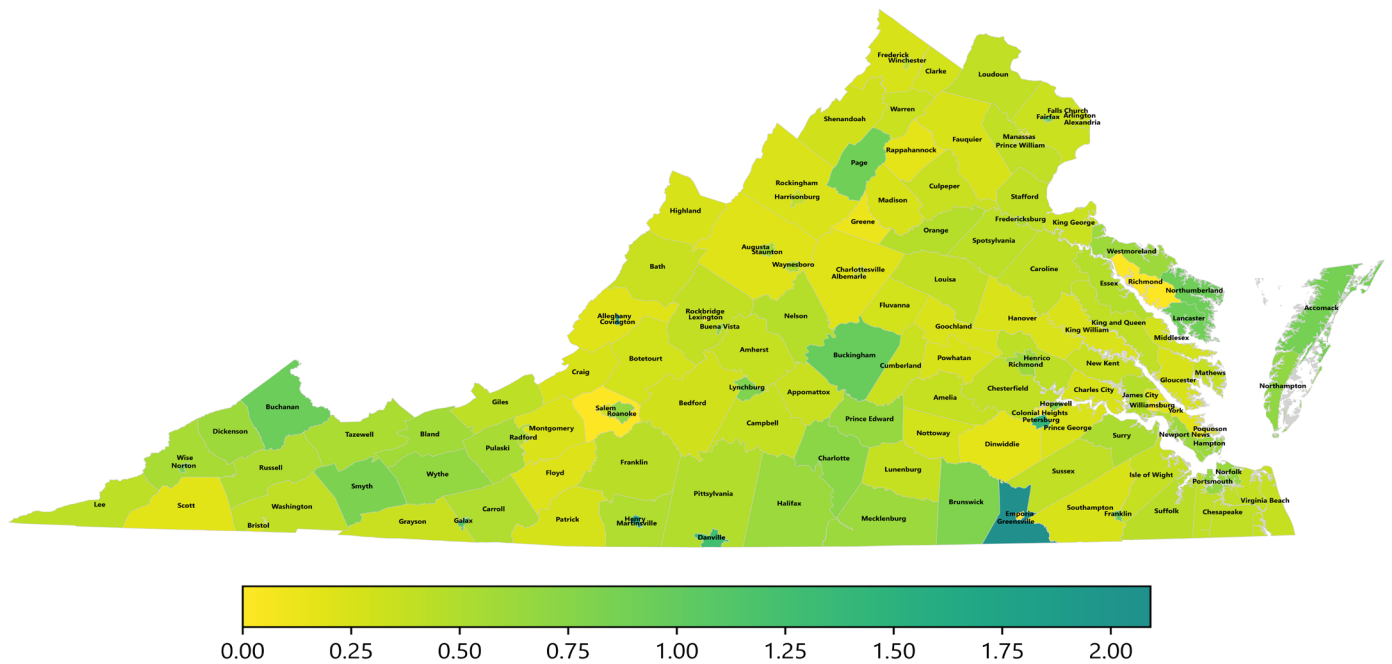 Frederick
Winchester
Clarke
Loudoun
Warren
Shenandoah
Falls Church
Fairfax
Arlington
Alexandria
Manassas
Prince William
Fauquier
Rappahannock
Page
Rockingham
Harrisonburg
Culpeper
Madison
Stafford
Highland
Greene
Fredericksburg
King George
Orange
Spotsylvania
Augusta
Staunton
Westmoreland
Waynesboro
Bath
Charlottesville
Albemarle
Louisa
Caroline
Essex
Richmond
Northumberland
Accomack
Fluvanna
Nelson
Rockbridge
Lexington
Buena Vista
Alleghany
Covington
Goochland
Hanover
King and Queen
King William
Lancaster
Middlesex
Botetourt
Amherst
Buckingham
Cumberland
Powhatan
Henrico
Richmond
New Kent
Craig
Mathews
Gloucester
Northampton
Lynchburg
Appomattox
Chesterfield
Charles City
James City
Williamsburg
York
Amelia
Bedford
Giles
Salem
Roanoke
Buchanan
Hopewell
Colonial Heights
Petersburg
Prince George
Campbell
Prince Edward
Nottoway
Dinwiddie
Surry
Poquoson
Newport News
Hampton
Dickenson
Tazewell
Bland
Radford
Montgomery
Pulaski
Wise
Norton
Russell
Wythe
Floyd
Franklin
Charlotte
Lunenburg
Sussex
Isle of Wight
Norfolk
Portsmouth
Smyth
Pittsylvania
Halifax
Brunswick
Virginia Beach
Lee
Scott
Washington
Carroll
Southampton
Franklin
Suffolk
Chesapeake
Bristol
Grayson
Galax
Patrick
Henry
Martinsville
Mecklenburg
Emporia
Greensville
Danville
0.00 0.25 0.50 0.75 1.00 1.25 1.50 1.75 2.00